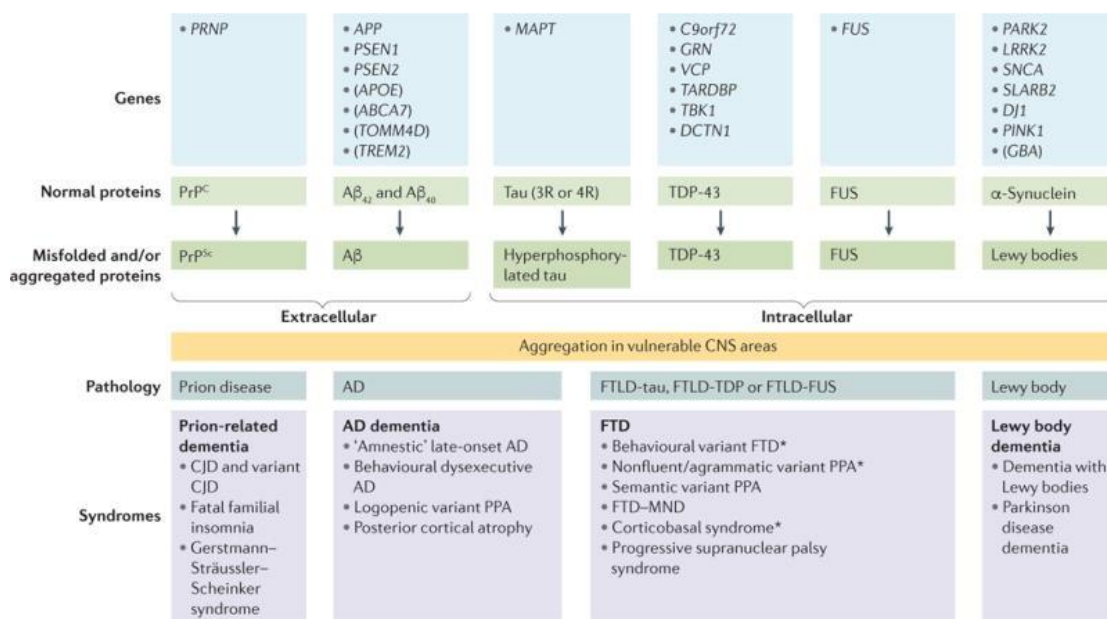 Genes
• PRNP
• APP
• PSEN1
• PSEN2
• (APOE)
• (ABCA7)
• (TOMM4D)
• (TREM2)
• MAPT
• C9orf72
• GRN
• VCP
• TARDBP
• TBK1
• DCTN1
• FUS
• PARK2
• LRRK2
• SNCA
• SLARB2
• DJ1
• PINK1
• (GBA)
Normal proteins
PrPᶜ
Aβ₄₂ and Aβ₄₀
Tau (3R or 4R)
TDP-43
FUS
α-Synuclein
Misfolded and/or
aggregated proteins
PrPˢᶜ
Aβ
Hyperphosphory-
lated tau
TDP-43
FUS
Lewy bodies
Extracellular
Intracellular
Aggregation in vulnerable CNS areas
Pathology
Prion disease
AD
FTLD-tau, FTLD-TDP or FTLD-FUS
Lewy body
Syndromes
Prion-related
dementia
• CJD and variant
CJD
• Fatal familial
insomnia
• Gerstmann–
Sträussler–
Scheinker
syndrome
AD dementia
• 'Amnestic' late-onset AD
• Behavioural dysexecutive
AD
• Logopenic variant PPA
• Posterior cortical atrophy
FTD
• Behavioural variant FTD*
• Nonfluent/agrammatic variant PPA*
• Semantic variant PPA
• FTD–MND
• Corticobasal syndrome*
• Progressive supranuclear palsy
syndrome
Lewy body
dementia
• Dementia with
Lewy bodies
• Parkinson
disease
dementia